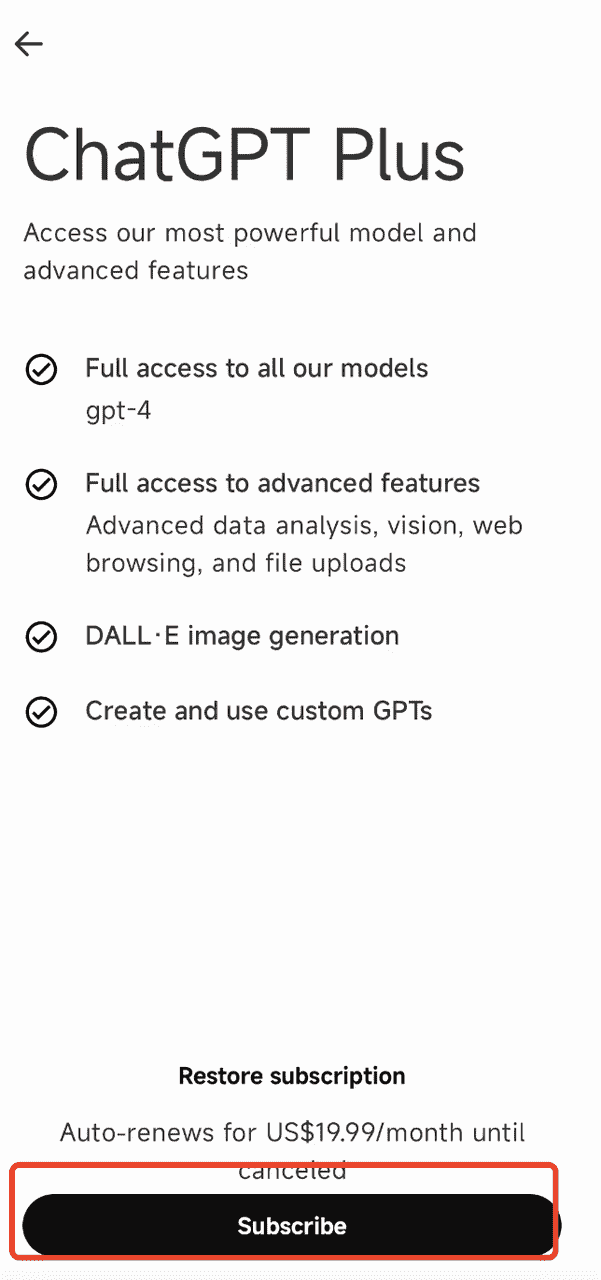 ChatGPT Plus
Access our most powerful model and
advanced features
Full access to all our models
gpt-4
Full access to advanced features
Advanced data analysis, vision, web
browsing, and file uploads
DALL·E image generation
Create and use custom GPTs
Restore subscription
Auto-renews for US$19.99/month until
canceled
Subscribe